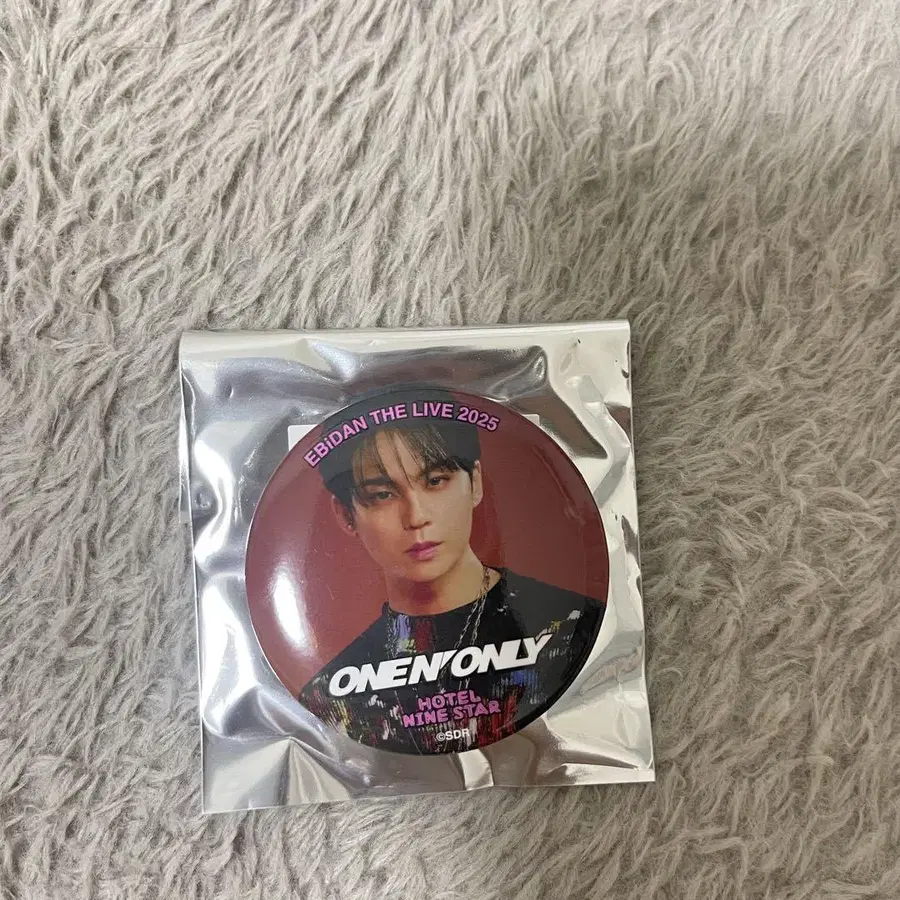 EBiDAN THE LIVE 2025
ONE N' ONLY
HOTEL
NINE STAR
©SDR